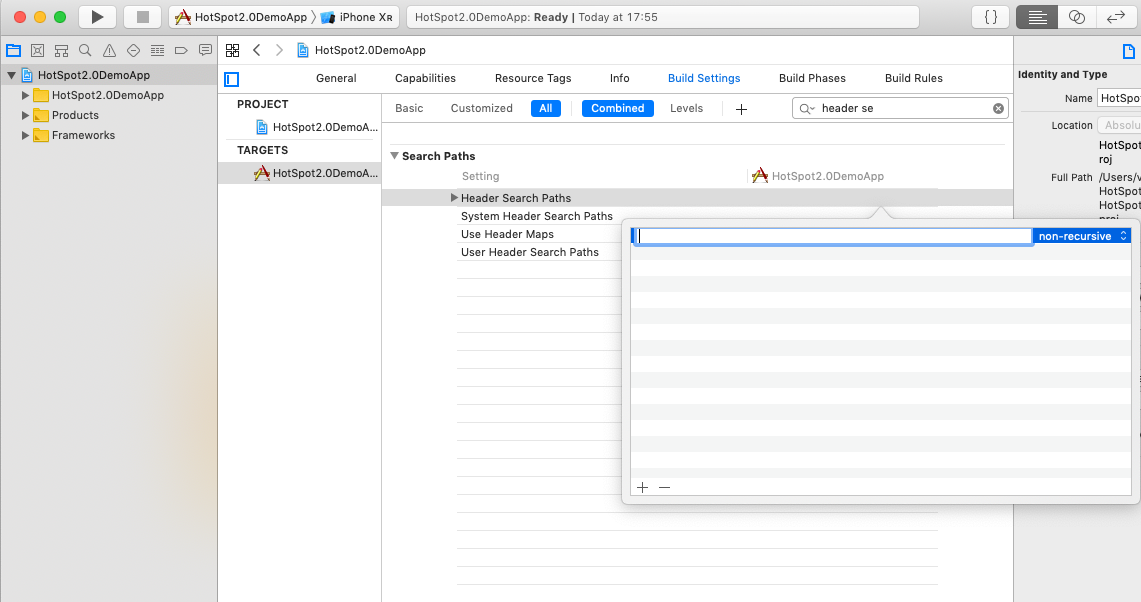 HotSpot2.0DemoApp iPhone XR
HotSpot2.0DemoApp: Ready | Today at 17:55
HotSpot2.0DemoApp
HotSpot2.0DemoApp
Products
Frameworks
HotSpot2.0DemoApp
General Capabilities Resource Tags Info Build Settings Build Phases Build Rules
PROJECT
HotSpot2.0DemoA...
TARGETS
HotSpot2.0DemoA...
Basic Customized All Combined Levels + header se
Search Paths
Setting HotSpot2.0DemoApp
Header Search Paths
System Header Search Paths
Use Header Maps
User Header Search Paths
non-recursive
Identity and Type
Name HotSpo
Location Absolu
HotSpot
roj
Full Path /Users/v
HotSpot
HotSpot